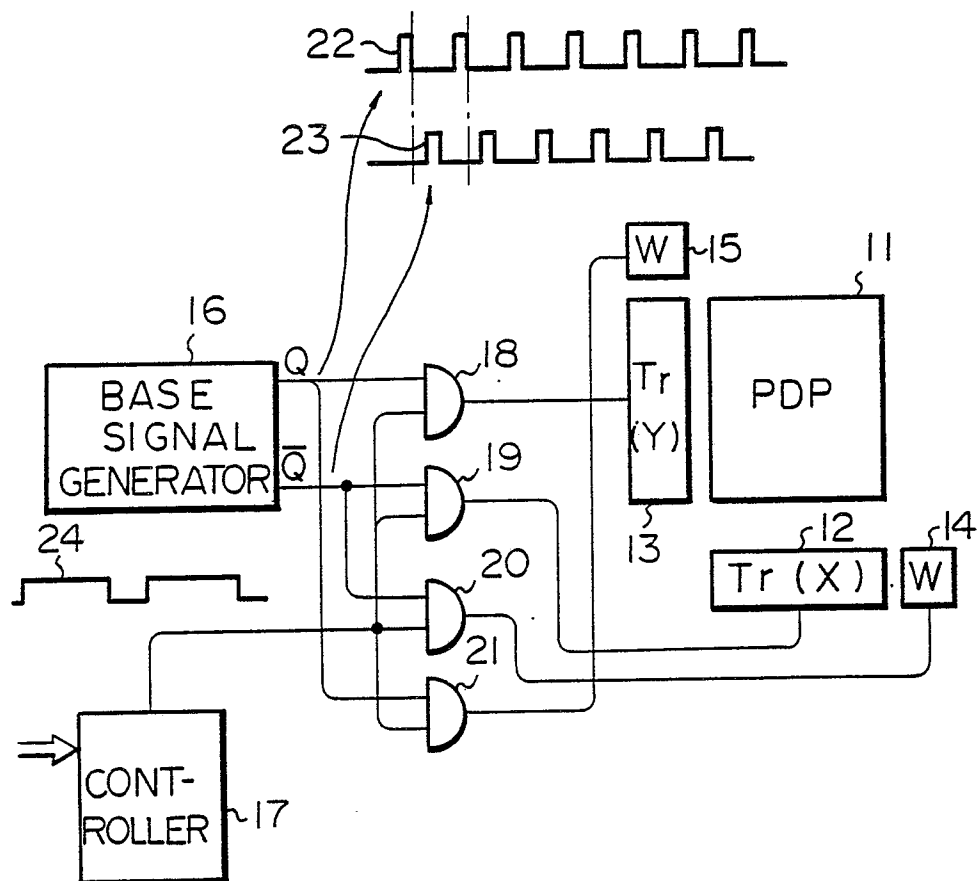 22
23
W
15
11
16
Q
18
BASE
SIGNAL
GENERATOR
Tr
(Y)
PDP
Q̅
19
13
12
14
24
20
Tr (X)
W
21
CONT-
ROLLER
17